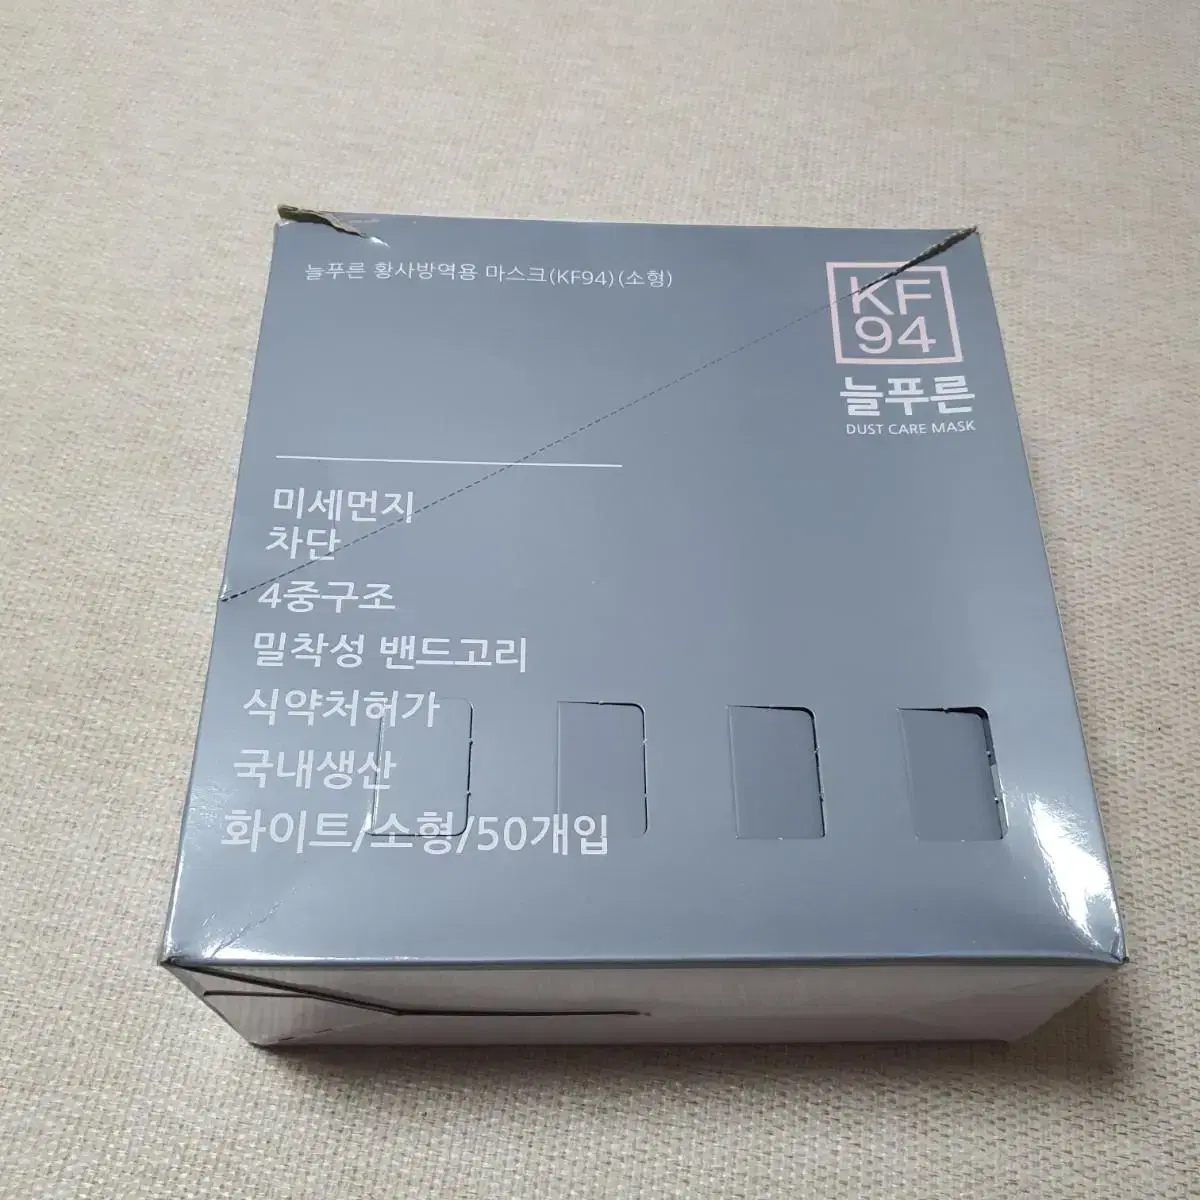 늘푸른 황사방역용 마스크(KF94)(소형)
KF
94
늘푸른
DUST CARE MASK
미세먼지
차단
4중구조
밀착성 밴드고리
식약처허가
국내생산
화이트/소형/50개입